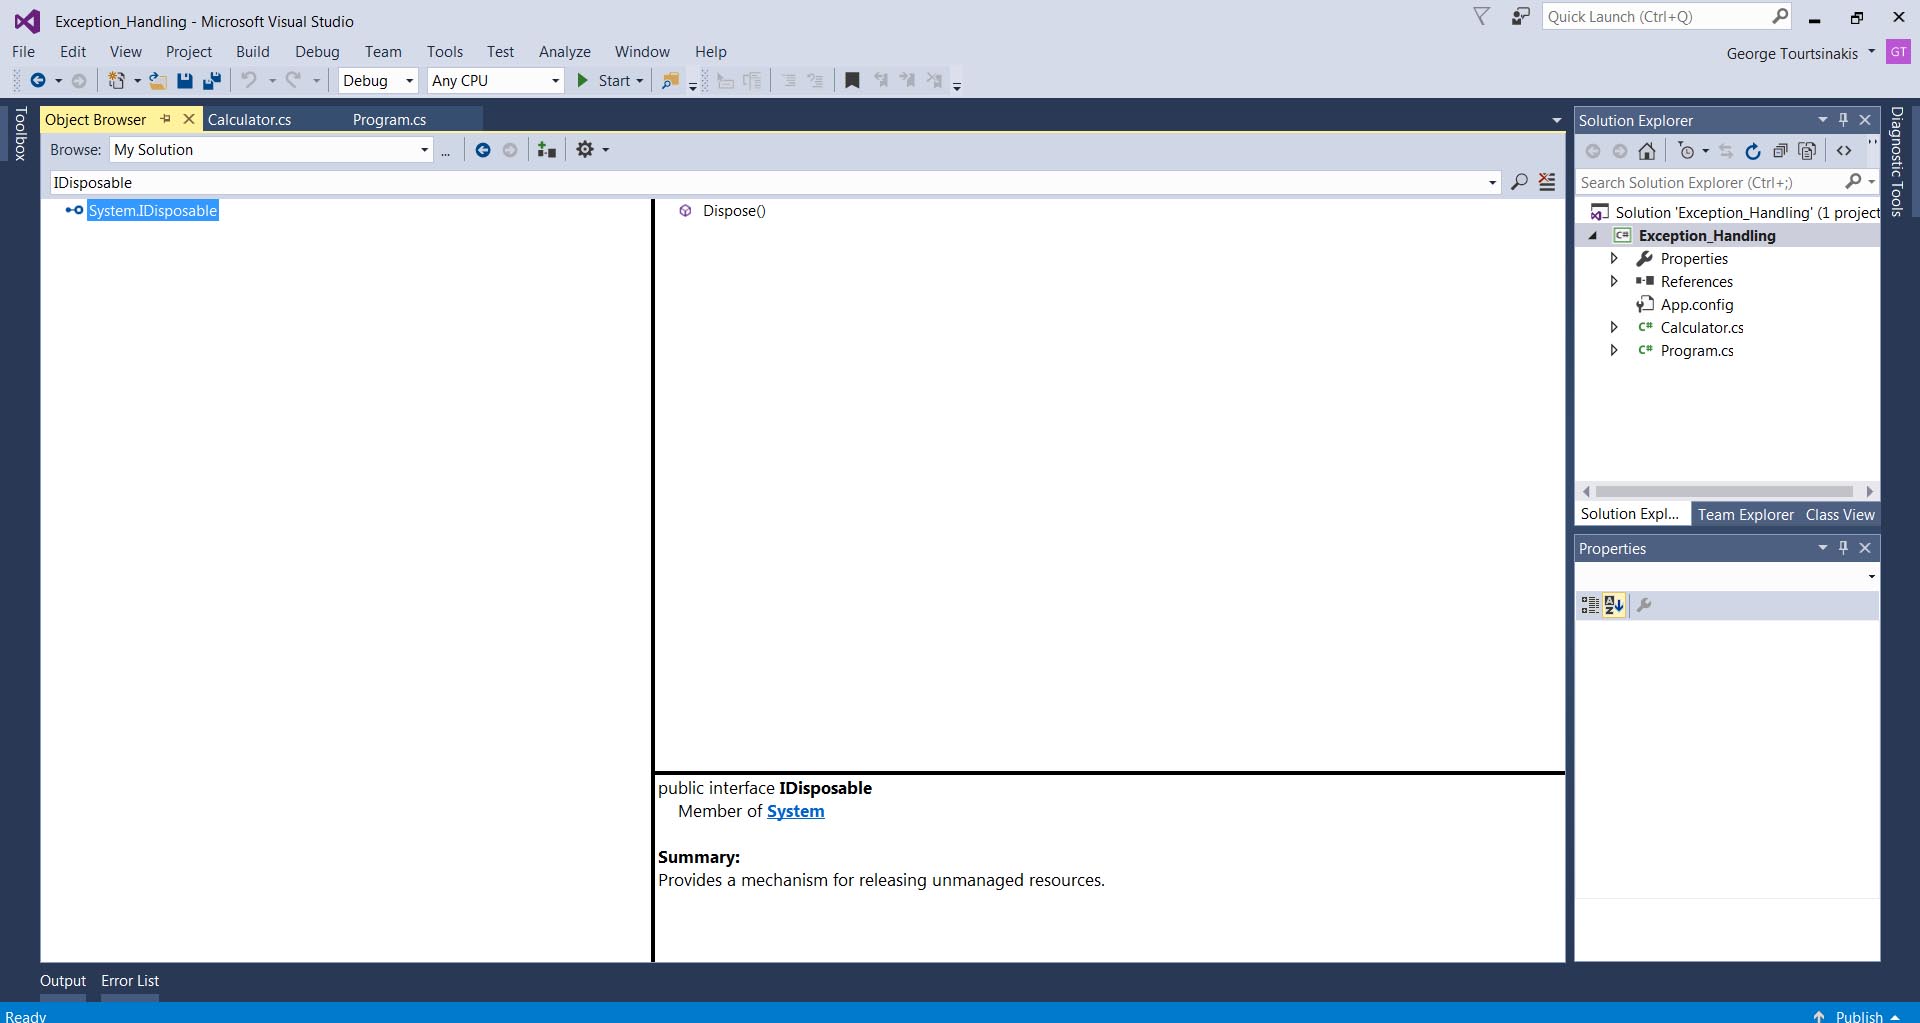 Exception_Handling - Microsoft Visual Studio
Quick Launch (Ctrl+Q)
File Edit View Project Build Debug Team Tools Test Analyze Window Help
George Tourtsinakis GT
Debug Any CPU Start
Toolbox
Object Browser Calculator.cs Program.cs
Browse: My Solution ...
IDisposable
System.IDisposable
Dispose()
public interface IDisposable
Member of System
Summary:
Provides a mechanism for releasing unmanaged resources.
Solution Explorer
Search Solution Explorer (Ctrl+;)
Solution 'Exception_Handling' (1 project
C# Exception_Handling
Properties
References
App.config
C# Calculator.cs
C# Program.cs
Solution Expl... Team Explorer Class View
Properties
Diagnostic Tools
Output Error List
Ready
Publish